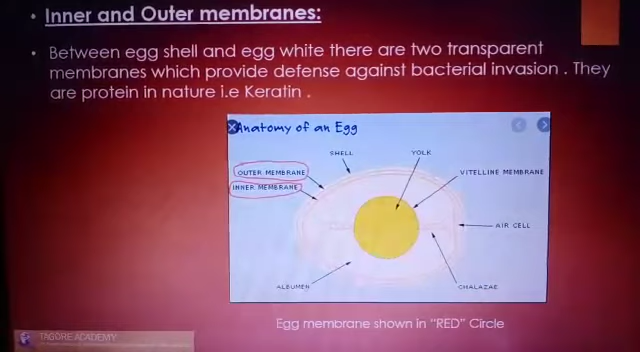 Inner and Outer membranes:
Between egg shell and egg white there are two transparent
membranes which provide defense against bacterial invasion . They
are protein in nature i.e Keratin .
Anatomy of an Egg
SHELL
YOLK
OUTER MEMBRANE
VITELLINE MEMBRANE
INNER MEMBRANE
AIR CELL
ALBUMEN
CHALAZAE
Egg membrane shown in "RED" Circle
TAGORE ACADEMY